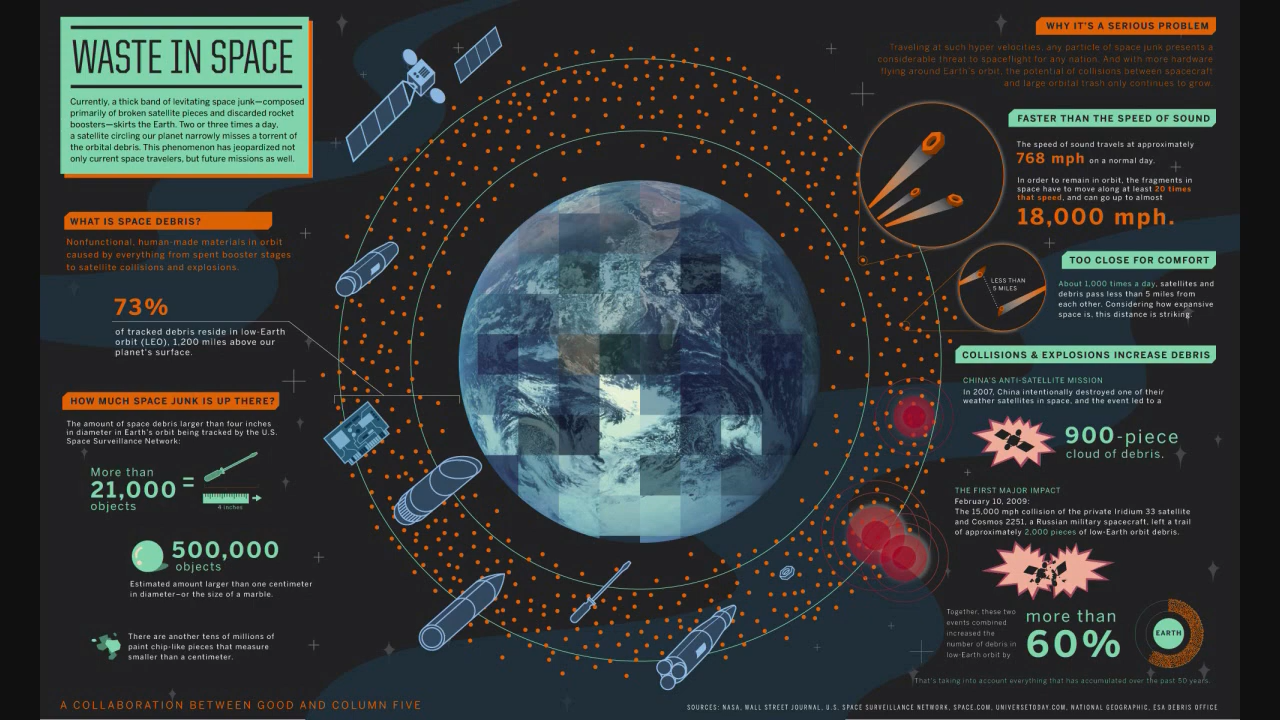 WASTE IN SPACE
Currently, a thick band of levitating space junk—composed
primarily of broken satellite pieces and discarded rocket
boosters—skirts the Earth. Two or three times a day,
a satellite circling our planet narrowly misses a torrent of
the orbital debris. This phenomenon has jeopardized not
only current space travelers, but future missions as well.
WHAT IS SPACE DEBRIS?
Nonfunctional, human-made materials in orbit
caused by everything from spent booster stages
to satellite collisions and explosions.
73%
of tracked debris reside in low-Earth
orbit (LEO), 1,200 miles above our
planet's surface.
HOW MUCH SPACE JUNK IS UP THERE?
The amount of space debris larger than four inches
in diameter in Earth's orbit being tracked by the U.S.
Space Surveillance Network:
More than
21,000 =
objects
4 inches
500,000
objects
Estimated amount larger than one centimeter
in diameter—or the size of a marble.
There are another tens of millions of
paint chip-like pieces that measure
smaller than a centimeter.
A COLLABORATION BETWEEN GOOD AND COLUMN FIVE
WHY IT'S A SERIOUS PROBLEM
Traveling at such hyper velocities, any particle of space junk presents a
considerable threat to spaceflight for any nation. And with more hardware
flying around Earth's orbit, the potential of collisions between spacecraft
and large orbital trash only continues to grow.
FASTER THAN THE SPEED OF SOUND
The speed of sound travels at approximately
768 mph on a normal day.
In order to remain in orbit, the fragments in
space have to move along at least 20 times
that speed, and can go up to almost
18,000 mph.
TOO CLOSE FOR COMFORT
LESS THAN
5 MILES
About 1,000 times a day, satellites and
debris pass less than 5 miles from
each other. Considering how expansive
space is, this distance is striking.
COLLISIONS & EXPLOSIONS INCREASE DEBRIS
CHINA'S ANTI-SATELLITE MISSION
In 2007, China intentionally destroyed one of their
weather satellites in space, and the event led to a
900-piece
cloud of debris.
THE FIRST MAJOR IMPACT
February 10, 2009:
The 15,000 mph collision of the private Iridium 33 satellite
and Cosmos 2251, a Russian military spacecraft, left a trail
of approximately 2,000 pieces of low-Earth orbit debris.
Together, these two
events combined
increased the
number of debris in
low-Earth orbit by
more than
60%
EARTH
That's taking into account everything that has accumulated over the past 50 years.
SOURCES: NASA, WALL STREET JOURNAL, U.S. SPACE SURVEILLANCE NETWORK, SPACE.COM, UNIVERSETODAY.COM, NATIONAL GEOGRAPHIC, ESA DEBRIS OFFICE